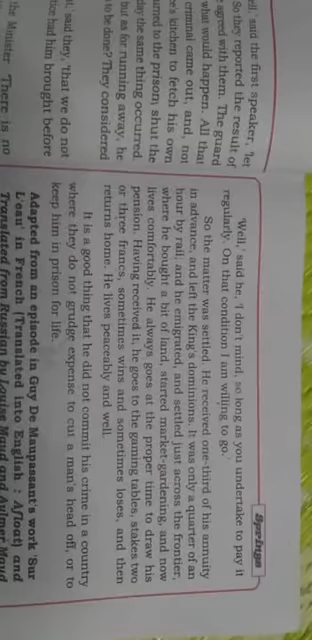 Springs
'Well,' said he, 'I don't mind, so long as you undertake to pay it
regularly. On that condition I am willing to go.'
So the matter was settled. He received one-third of his annuity
in advance, and left the King's dominions. It was only a quarter of an
hour by rail; and he emigrated, and settled just across the frontier,
where he bought a bit of land, started market-gardening, and now
lives comfortably. He always goes at the proper time to draw his
pension. Having received it, he goes to the gaming tables, stakes two
or three francs, sometimes wins and sometimes loses, and then
returns home. He lives peaceably and well.
It is a good thing that he did not commit his crime in a country
where they do not grudge expense to cut a man's head off, or to
keep him in prison for life.
Adapted from an episode in Guy De Maupassant's work 'Sur
L'eau' in French (Translated into English : Afloat) and
Translated from Russian by Louise Maud and Aylmer Maud
said the first speaker, 'let
So they reported the result of
agreed with them. The guard
what would happen. All that
criminal came out, and, not
kitchen to fetch his own
to the prison, shut the
day the same thing occurred.
but as for running away, he
to be done? They considered
said they, 'that we do not
had him brought before
the Minister. 'There is no